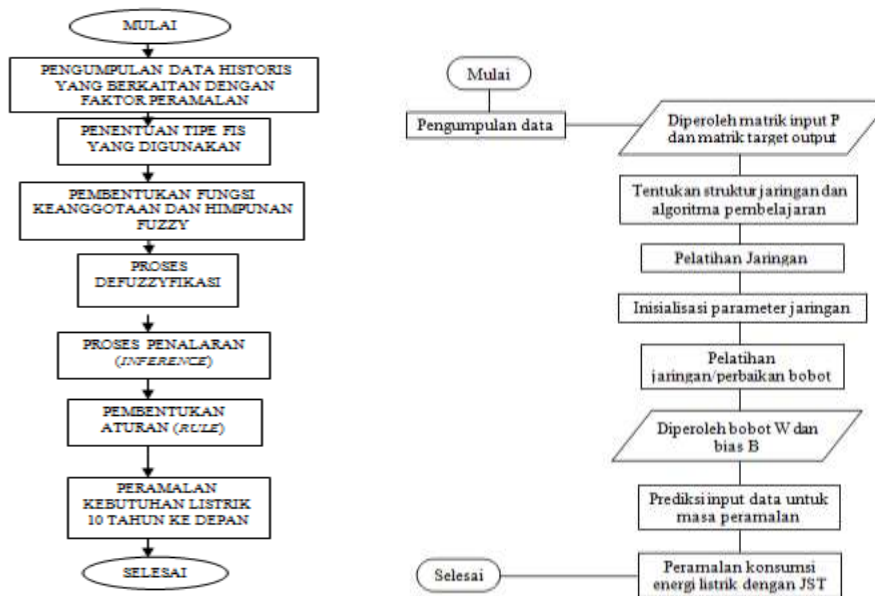 MULAI
PENGUMPULAN DATA HISTORIS
YANG BERKAITAN DENGAN
FAKTOR PERAMALAN
PENENTUAN TIPE FIS
YANG DIGUNAKAN
PEMBENTUKAN FUNGSI
KEANGGOTAAN DAN HIMPUNAN
FUZZY
PROSES
DEFUZZYFIKASI
PROSES PENALARAN
(INFERENCE)
PEMBENTUKAN
ATURAN (RULE)
PERAMALAN
KEBUTUHAN LISTRIK
10 TAHUN KE DEPAN
SELESAI
Mulai
Pengumpulan data
Diperoleh matrik input P
dan matrik target output
Tentukan struktur jaringan dan
algoritma pembelajaran
Pelatihan Jaringan
Inisialisasi parameter jaringan
Pelatihan
jaringan/perbaikan bobot
Diperoleh bobot W dan
bias B
Prediksi input data untuk
masa peramalan
Peramalan konsumsi
energi listrik dengan JST
Selesai